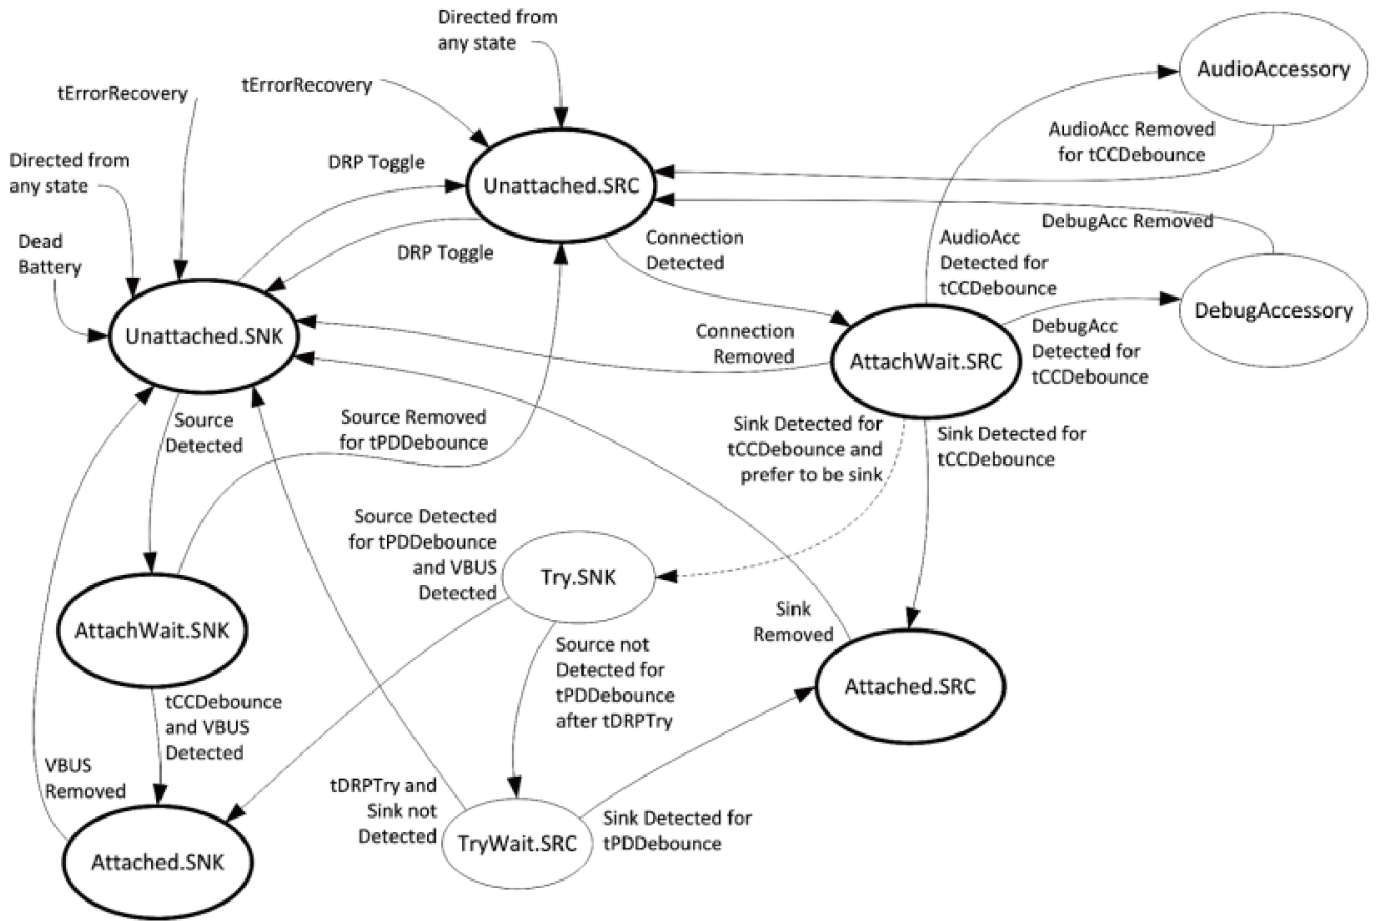 Directed from
any state
tErrorRecovery
tErrorRecovery
Directed from
any state
Dead
Battery
DRP Toggle
DRP Toggle
Unattached.SRC
AudioAccessory
AudioAcc Removed
for tCCDebounce
DebugAcc Removed
Connection
Detected
AudioAcc
Detected for
tCCDebounce
DebugAccessory
Unattached.SNK
Connection
Removed
AttachWait.SRC
DebugAcc
Detected for
tCCDebounce
Source
Detected
Source Removed
for tPDDebounce
Sink Detected for
tCCDebounce and
prefer to be sink
Sink Detected for
tCCDebounce
Source Detected
for tPDDebounce
and VBUS
Detected
Try.SNK
AttachWait.SNK
Sink
Removed
Source not
Detected for
tPDDebounce
after tDRPTry
Attached.SRC
tCCDebounce
and VBUS
Detected
VBUS
Removed
tDRPTry and
Sink not
Detected
TryWait.SRC
Sink Detected for
tPDDebounce
Attached.SNK